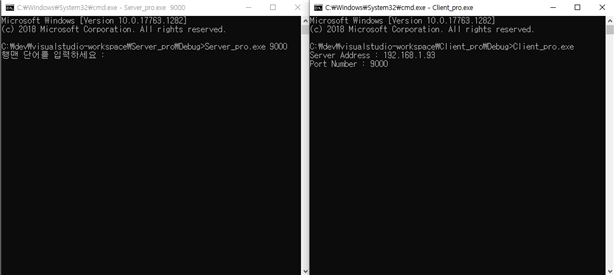 C:₩Windows₩System32₩cmd.exe - Server_pro.exe 9000
Microsoft Windows [Version 10.0.17763.1282]
(c) 2018 Microsoft Corporation. All rights reserved.
C:₩dev₩visualstudio-workspace₩Server_pro₩Debug>Server_pro.exe 9000
행맨 단어를 입력하세요 :
C:₩Windows₩System32₩cmd.exe - Client_pro.exe
Microsoft Windows [Version 10.0.17763.1282]
(c) 2018 Microsoft Corporation. All rights reserved.
C:₩dev₩visualstudio-workspace₩Client_pro₩Debug>Client_pro.exe
Server Address : 192.168.1.93
Port Number : 9000